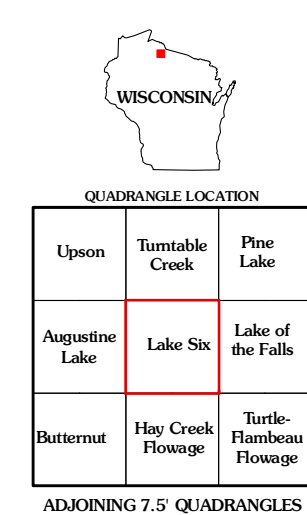 WISCONSIN
QUADRANGLE LOCATION
Upson
Turntable
Creek
Pine
Lake
Augustine
Lake
Lake Six
Lake of
the Falls
Butternut
Hay Creek
Flowage
Turtle-
Flambeau
Flowage
ADJOINING 7.5' QUADRANGLES